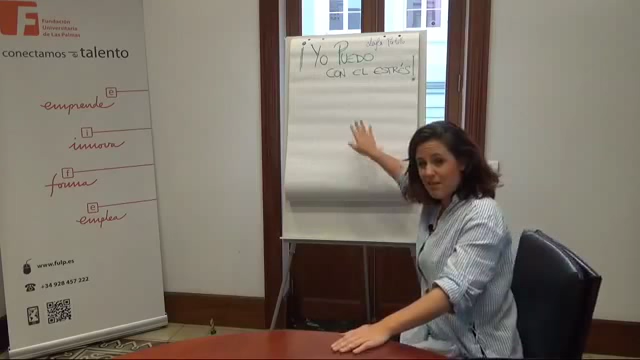 Fundación
Universitaria
de Las Palmas
conectamos talento
e
emprende
i
innova
f
forma
e
emplea
www.fulp.es
+34 928 457 222
¡YO PUEDO
CON EL ESTRÉS!